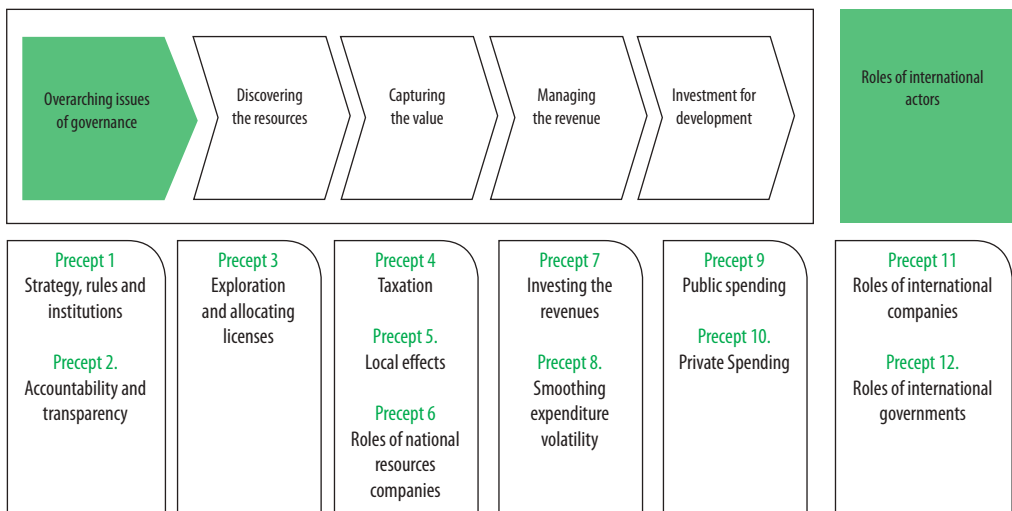 Overarching issues
of governance
Discovering
the resources
Capturing
the value
Managing
the revenue
Investment for
development
Roles of international
actors
Precept 1
Strategy, rules and
institutions
Precept 2.
Accountability and
transparency
Precept 3
Exploration
and allocating
licenses
Precept 4
Taxation
Precept 5.
Local effects
Precept 6
Roles of national
resources
companies
Precept 7
Investing the
revenues
Precept 8.
Smoothing
expenditure
volatility
Precept 9
Public spending
Precept 10.
Private Spending
Precept 11
Roles of international
companies
Precept 12.
Roles of international
governments